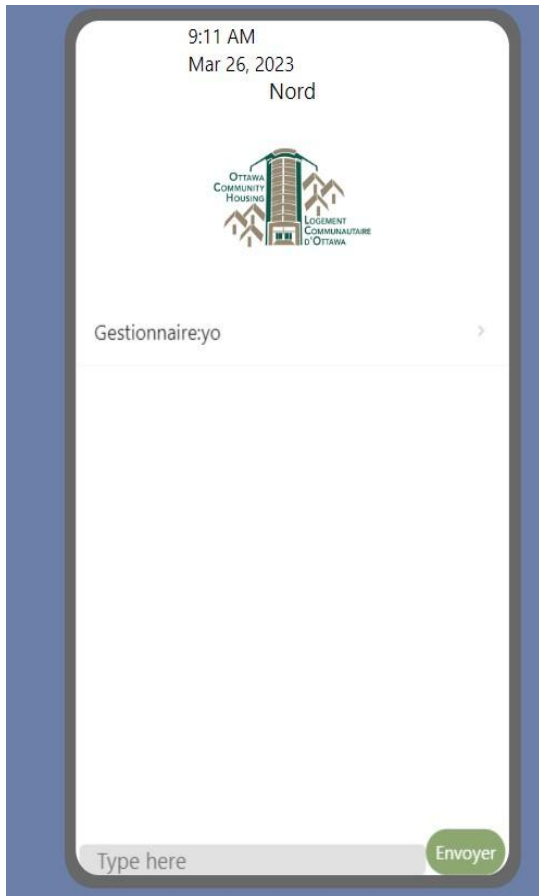 9:11 AM
Mar 26, 2023
Nord
OTTAWA
COMMUNITY
HOUSING
LOGEMENT
COMMUNAUTAIRE
D'OTTAWA
Gestionnaire:yo
Type here
Envoyer